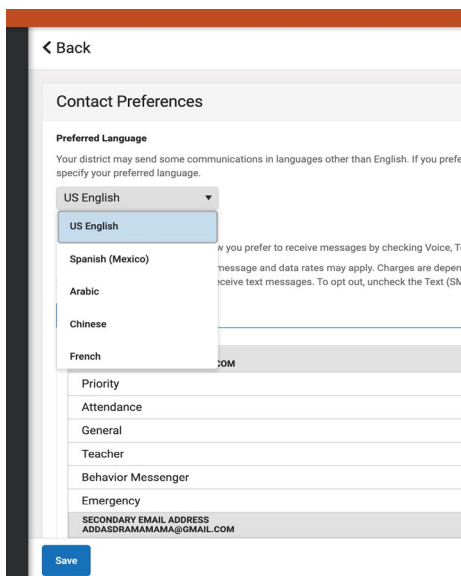 Back
Contact Preferences
Preferred Language
Your district may send some communications in languages other than English. If you prefe
specify your preferred language.
US English
US English
w you prefer to receive messages by checking Voice, T
Spanish (Mexico)
message and data rates may apply. Charges are depen
eceive text messages. To opt out, uncheck the Text (SM
Arabic
Chinese
French
COM
Priority
Attendance
General
Teacher
Behavior Messenger
Emergency
SECONDARY EMAIL ADDRESS
ADDASDRAMAMAMA@GMAIL.COM
Save